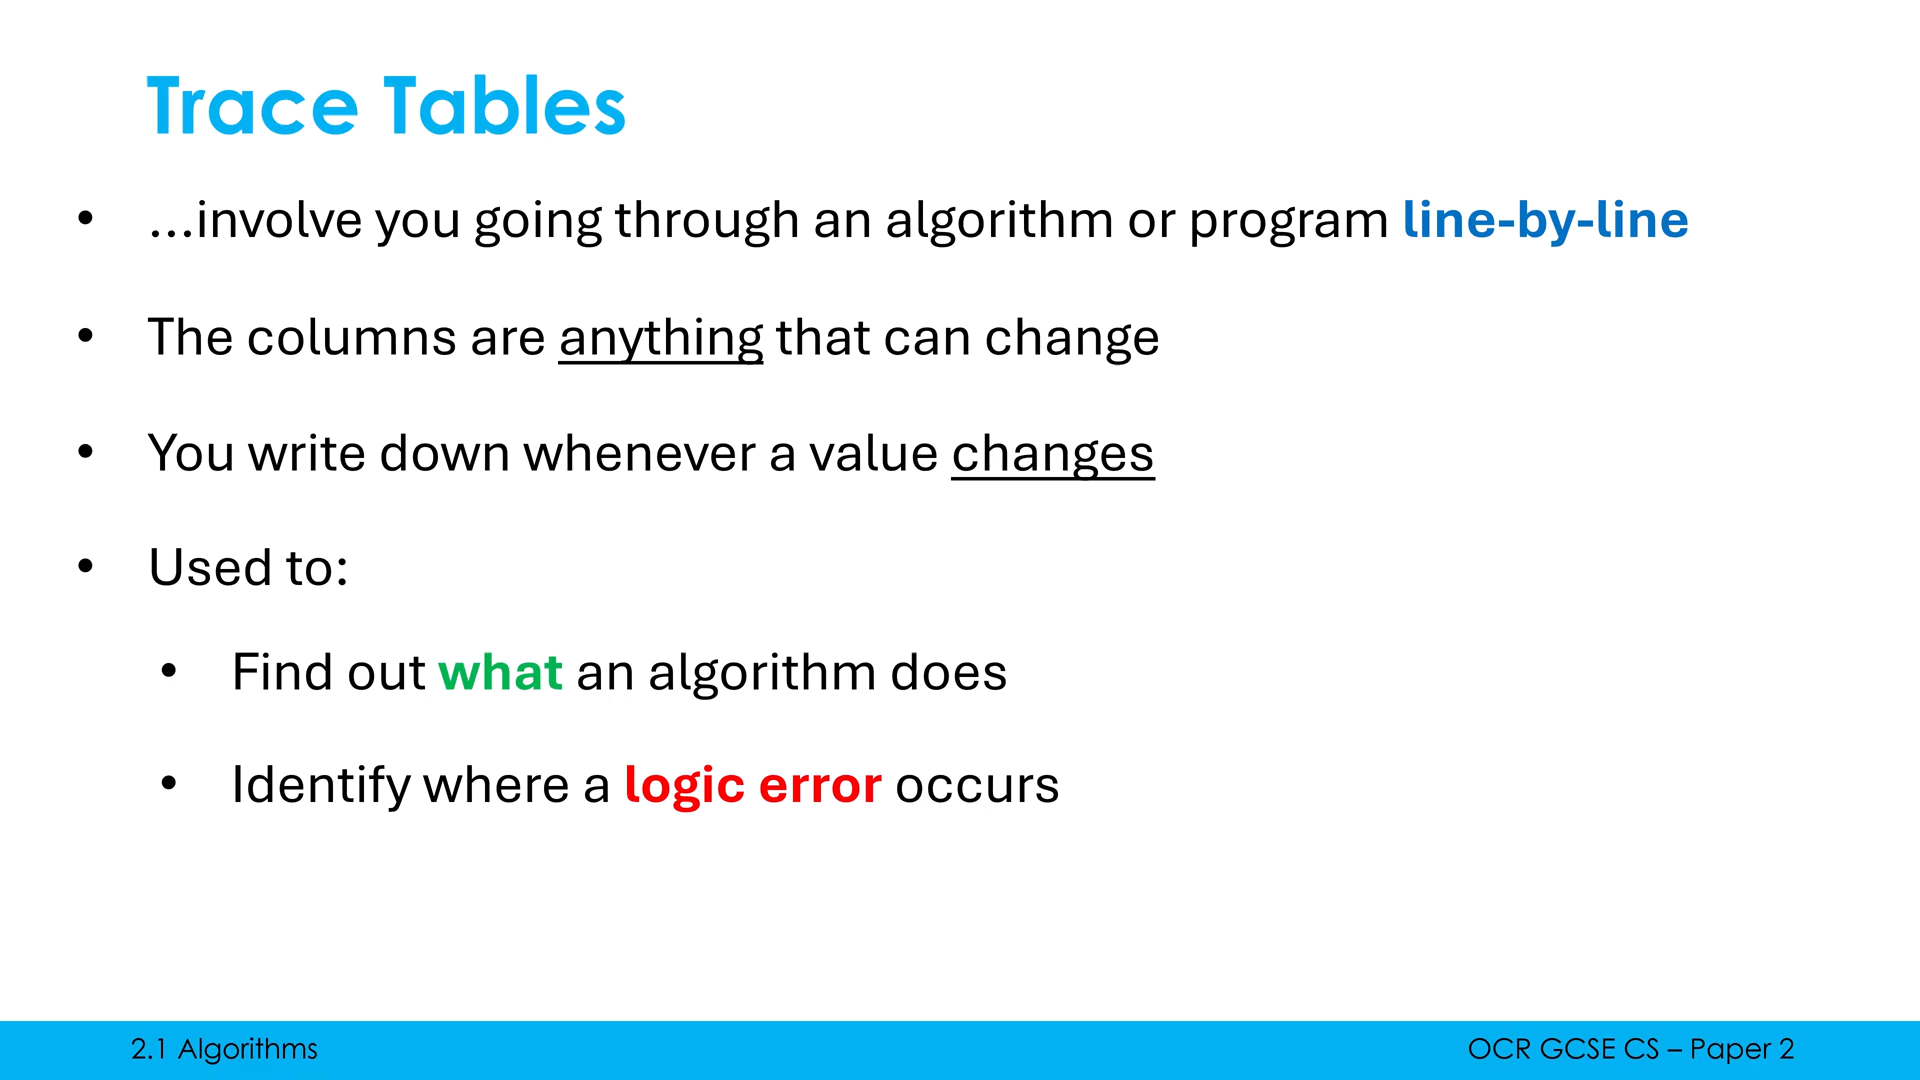 Trace Tables
• ...involve you going through an algorithm or program line-by-line
• The columns are anything that can change
• You write down whenever a value changes
• Used to:
• Find out what an algorithm does
• Identify where a logic error occurs
2.1 Algorithms
OCR GCSE CS – Paper 2